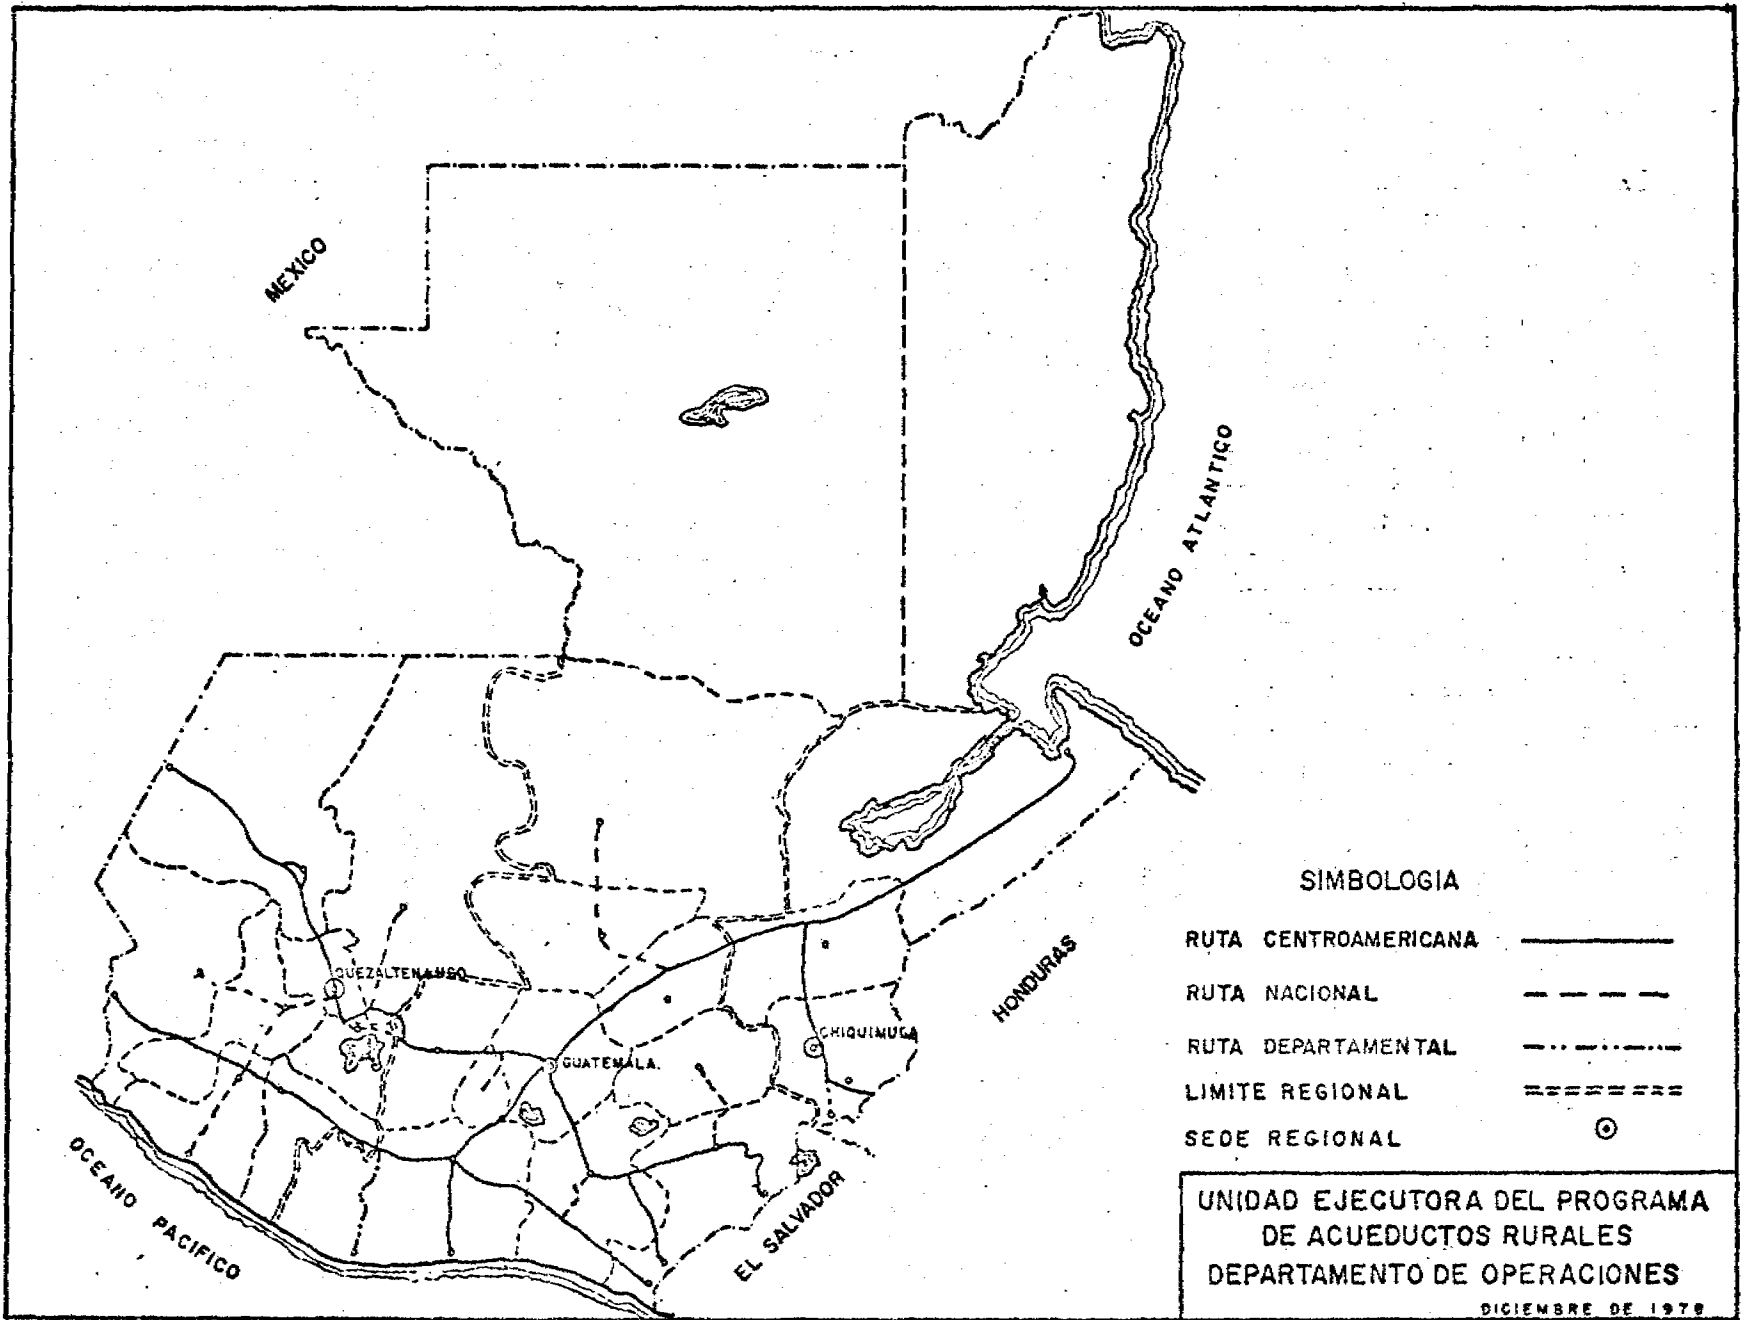 MEXICO
OCEANO ATLANTICO
QUEZALTENANGO
CHIQUIMULA
GUATEMALA.
HONDURAS
EL SALVADOR
OCEANO PACIFICO
SIMBOLOGIA
RUTA CENTROAMERICANA
RUTA NACIONAL
RUTA DEPARTAMENTAL
LIMITE REGIONAL
SEDE REGIONAL
UNIDAD EJECUTORA DEL PROGRAMA
DE ACUEDUCTOS RURALES
DEPARTAMENTO DE OPERACIONES
DICIEMBRE DE 1978